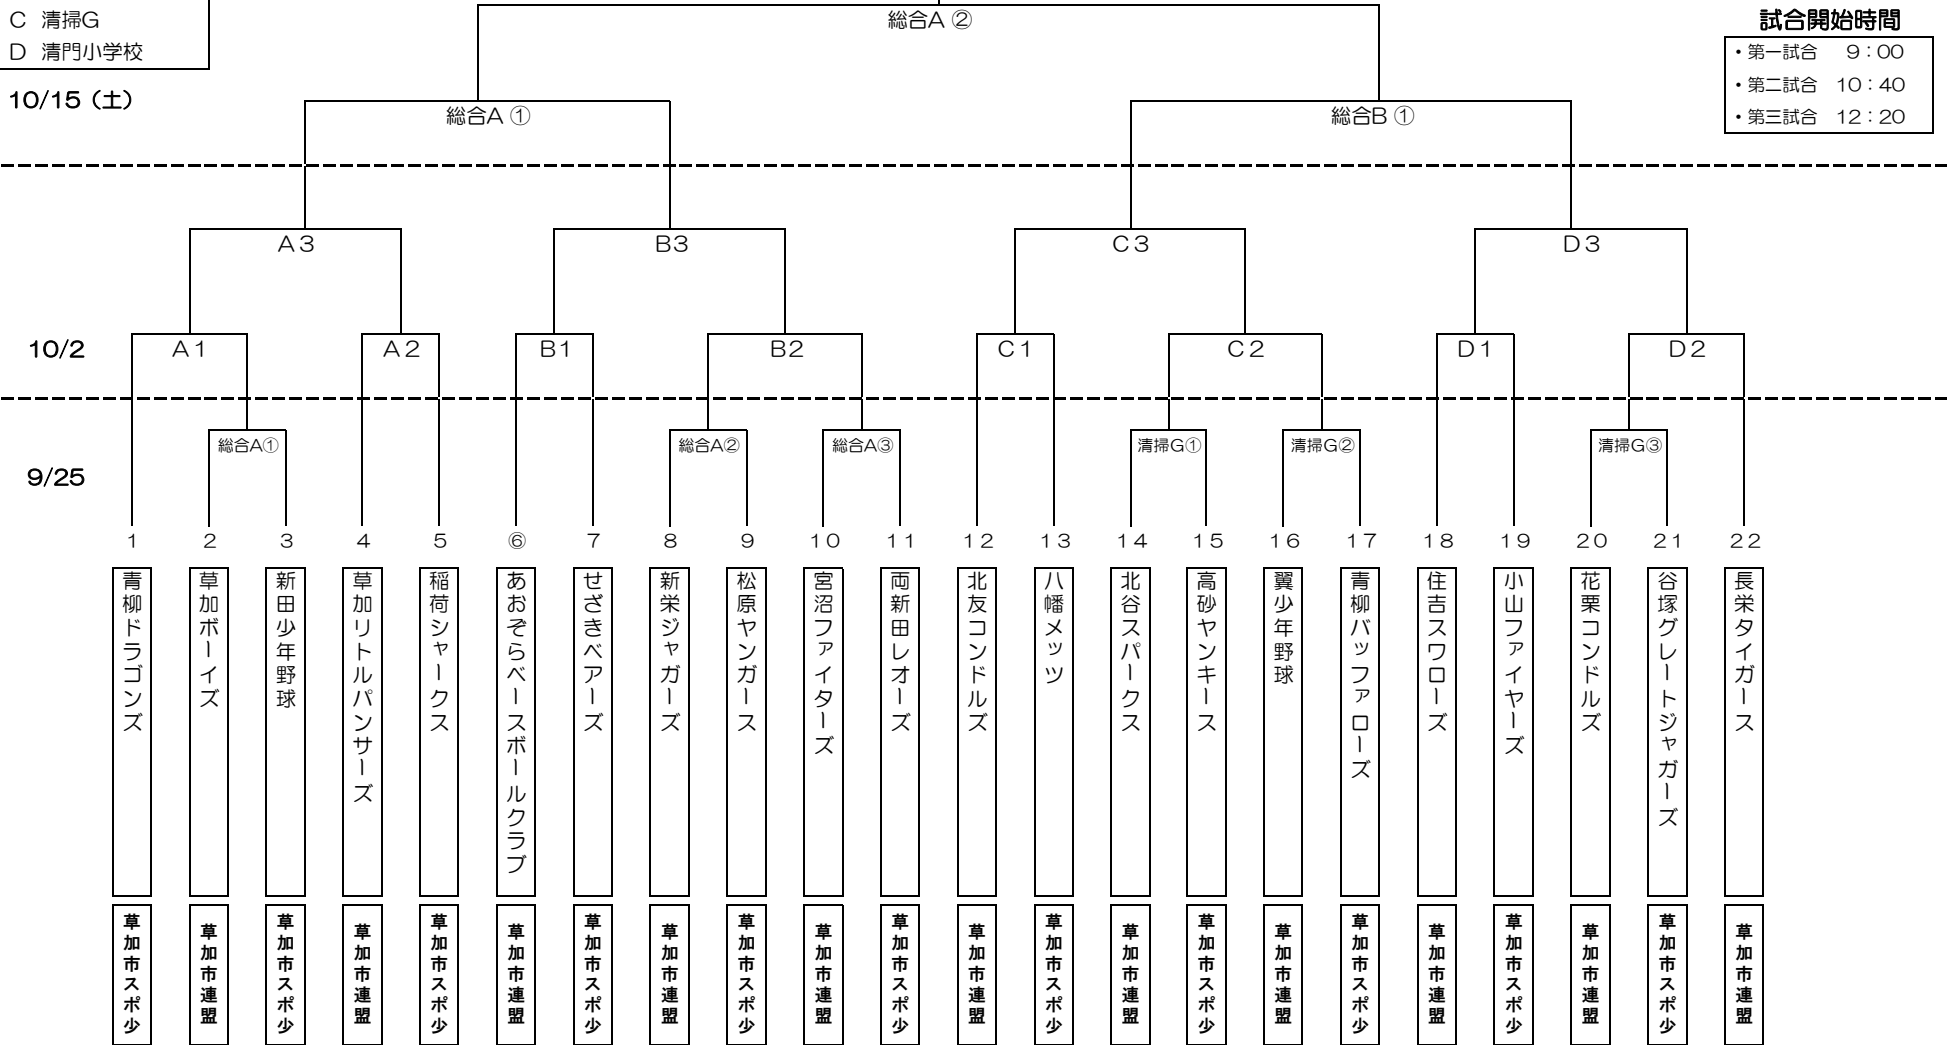 C 清掃G
D 清門小学校
総合A ②
試合開始時間
・第一試合 9：00
・第二試合 10：40
・第三試合 12：20
10/15（土）
総合A ①
総合B ①
A3
B3
C3
D3
10/2
A1
A2
B1
B2
C1
C2
D1
D2
総合A①
総合A②
総合A③
清掃G①
清掃G②
清掃G③
9/25
1
2
3
4
5
⑥
7
8
9
10
11
12
13
14
15
16
17
18
19
20
21
22
青柳ドラゴンズ
草加ボーイズ
新田少年野球
草加リトルパンサーズ
稲荷シャークス
あおぞらベースボールクラブ
せざきベアーズ
新栄ジャガーズ
松原ヤンガース
宮沼ファイターズ
両新田レオーズ
北友コンドルズ
八幡メッツ
北谷スパークス
高砂ヤンキース
翼少年野球
青柳バッファローズ
住吉スワローズ
小山ファイヤーズ
花栗コンドルズ
谷塚グレートジャガーズ
長栄タイガース
草加市スポ少
草加市連盟
草加市スポ少
草加市連盟
草加市スポ少
草加市連盟
草加市スポ少
草加市連盟
草加市スポ少
草加市連盟
草加市スポ少
草加市連盟
草加市スポ少
草加市連盟
草加市スポ少
草加市連盟
草加市スポ少
草加市連盟
草加市スポ少
草加市連盟
草加市スポ少
草加市連盟